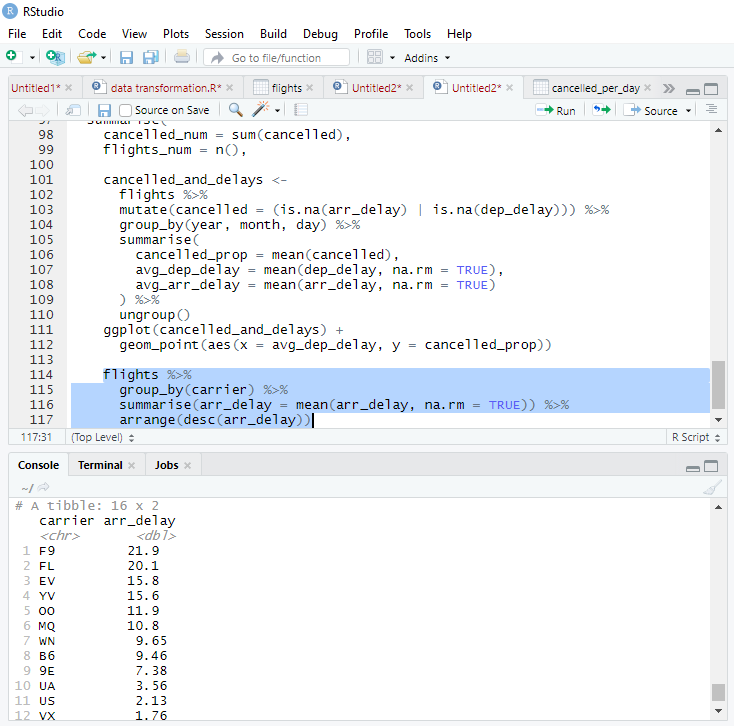 RStudio
File Edit Code View Plots Session Build Debug Profile Tools Help
Go to file/function Addins
Untitled1* data transformation.R* flights Untitled2* Untitled2* cancelled_per_day
Source on Save Run Source
97 summarise(
98 cancelled_num = sum(cancelled),
99 flights_num = n(),
100
101 cancelled_and_delays <-
102 flights %>%
103 mutate(cancelled = (is.na(arr_delay) | is.na(dep_delay))) %>%
104 group_by(year, month, day) %>%
105 summarise(
106 cancelled_prop = mean(cancelled),
107 avg_dep_delay = mean(dep_delay, na.rm = TRUE),
108 avg_arr_delay = mean(arr_delay, na.rm = TRUE)
109 ) %>%
110 ungroup()
111 ggplot(cancelled_and_delays) +
112 geom_point(aes(x = avg_dep_delay, y = cancelled_prop))
113
114 flights %>%
115 group_by(carrier) %>%
116 summarise(arr_delay = mean(arr_delay, na.rm = TRUE)) %>%
117 arrange(desc(arr_delay))
117:31 (Top Level) R Script
Console Terminal Jobs
~/
# A tibble: 16 x 2
carrier arr_delay
<chr> <dbl>
1 F9 21.9
2 FL 20.1
3 EV 15.8
4 YV 15.6
5 OO 11.9
6 MQ 10.8
7 WN 9.65
8 B6 9.46
9 9E 7.38
10 UA 3.56
11 US 2.13
12 VX 1.76